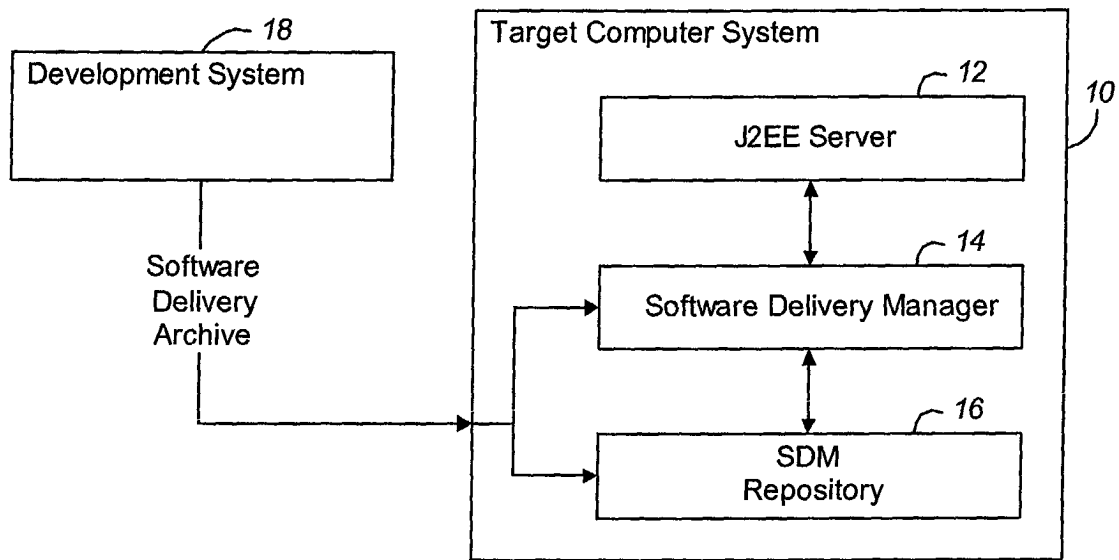 18
Development System
Target Computer System
12
10
J2EE Server
14
Software Delivery Manager
16
SDM
Repository
Software
Delivery
Archive